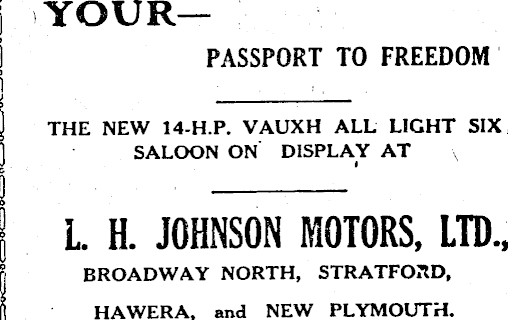 YOUR—
PASSPORT TO FREEDOM
THE NEW 14-H.P. VAUXH ALL LIGHT SIX
SALOON ON DISPLAY AT
L. H. JOHNSON MOTORS, LTD.,
BROADWAY NORTH, STRATFORD,
HAWERA, and NEW PLYMOUTH.